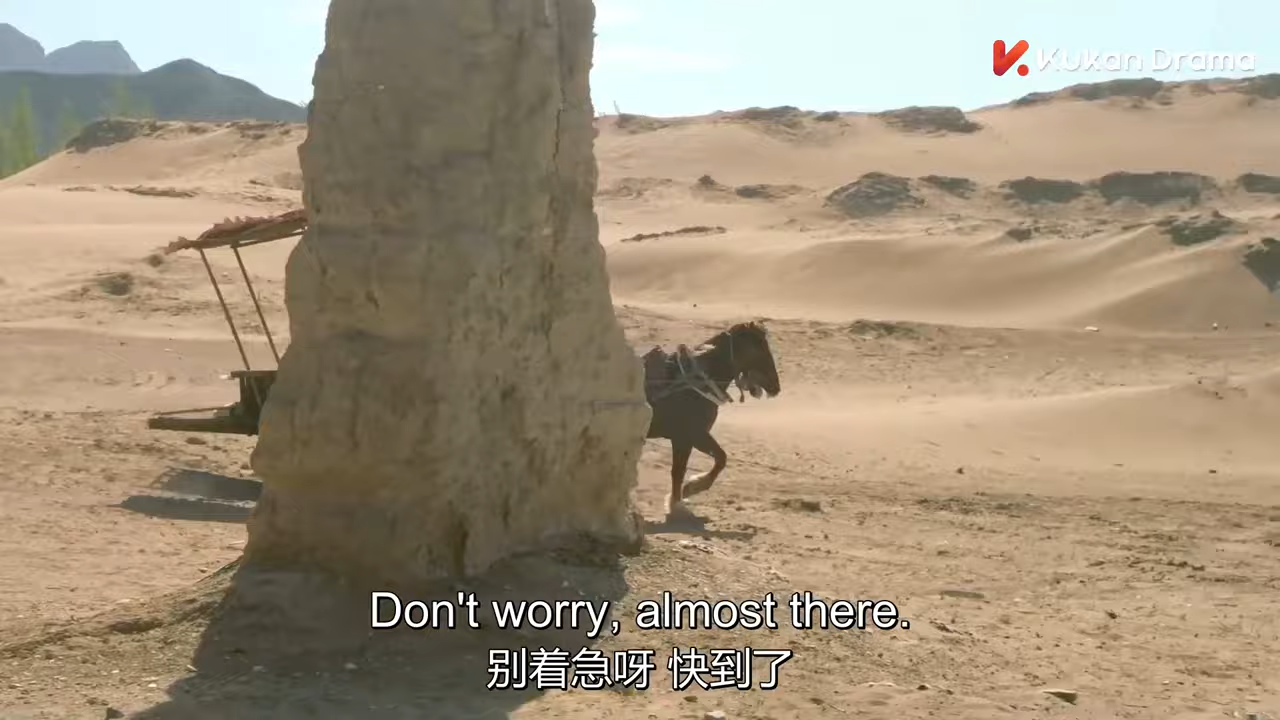 Kukan Drama
Don't worry, almost there.
别着急呀 快到了